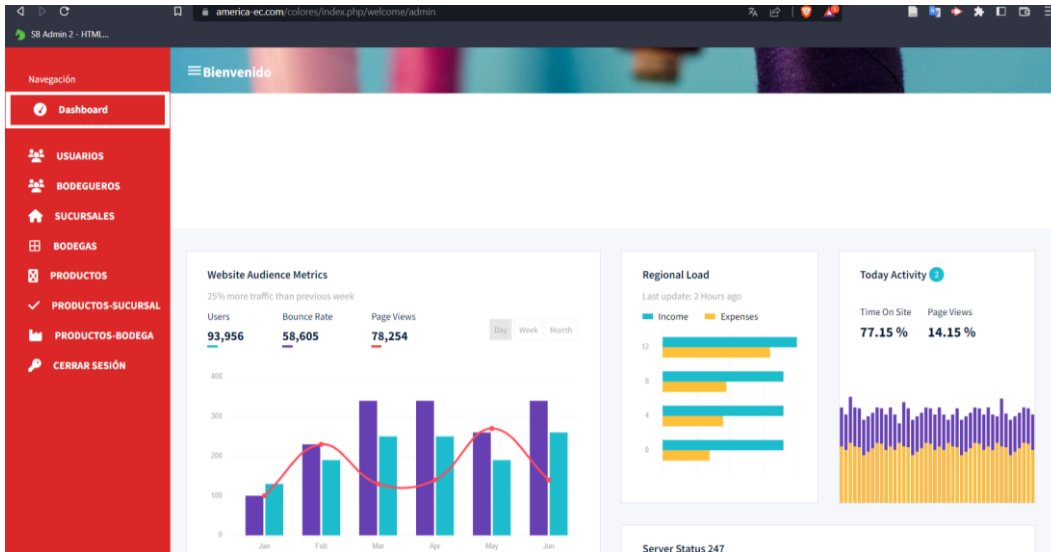 america-ec.com/colores/index.php/welcome/admin
SB Admin 2 - HTML...
Navegación
Dashboard
USUARIOS
BODEGUEROS
SUCURSALES
BODEGAS
PRODUCTOS
PRODUCTOS-SUCURSAL
PRODUCTOS-BODEGA
CERRAR SESIÓN
Bienvenido
Website Audience Metrics
25% more traffic than previous week
Users Bounce Rate Page Views
93,956 58,605 78,254
Day Week Month
400
300
200
100
0
Jan Feb Mar Apr May Jun
Regional Load
Last update: 2 Hours ago
Income Expenses
12
8
4
0
Today Activity 2
Time On Site Page Views
77.15 % 14.15 %
Server Status 247